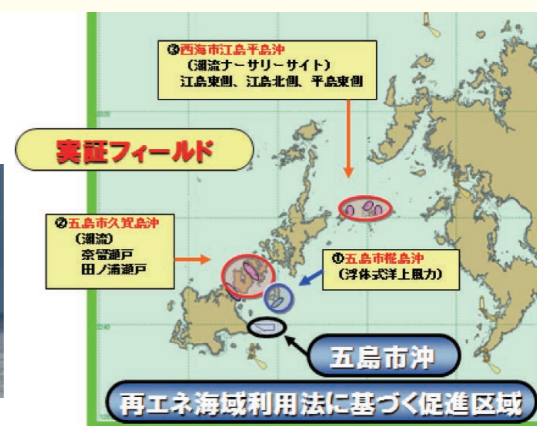 ③西海市江島平島沖
(潮流ナーサリーサイト)
江島東側、江島北側、平島東側
実証フィールド
②五島市久賀島沖
(潮流)
奈留瀬戸
田ノ浦瀬戸
①五島市椛島沖
(浮体式洋上風力)
五島市沖
再エネ海域利用法に基づく促進区域